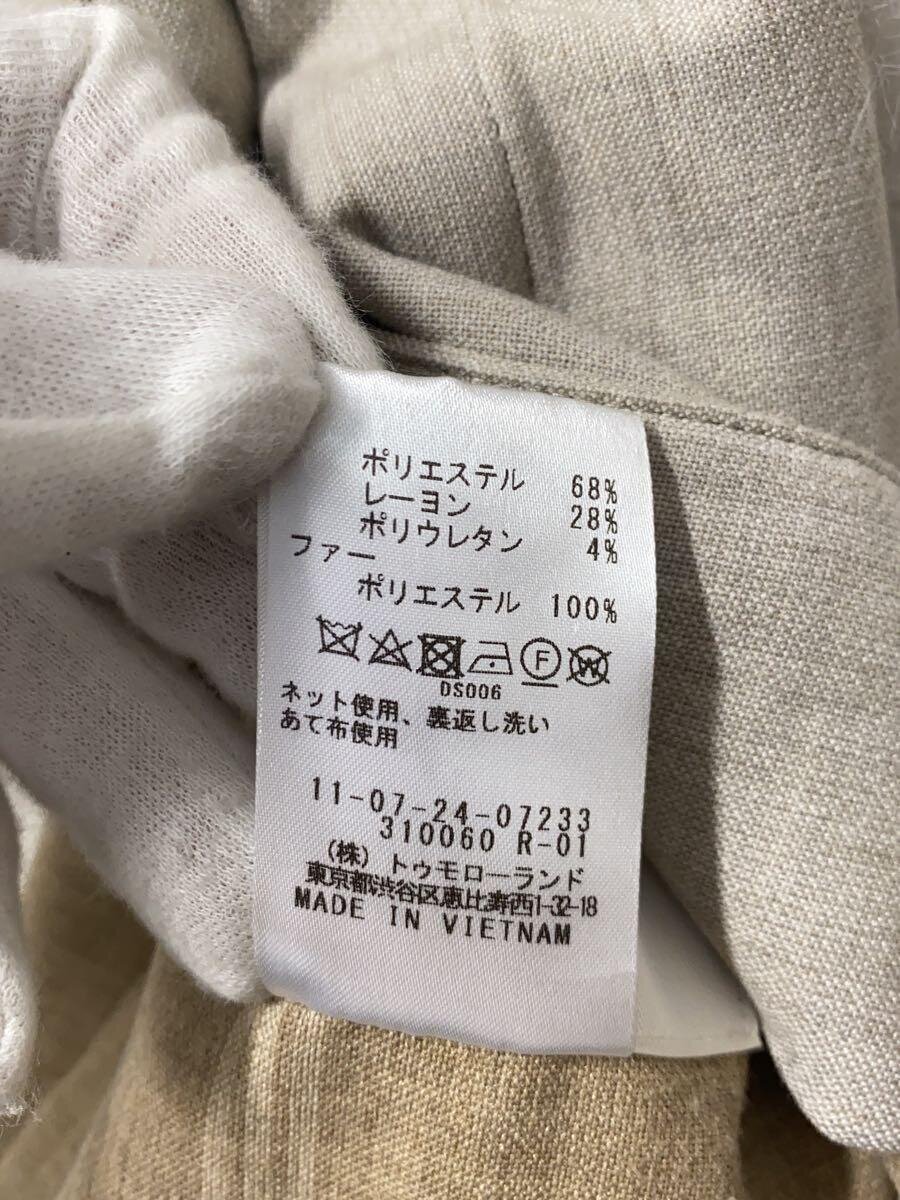 ポリエステル 68%
レーヨン 28%
ポリウレタン 4%
ファー
ポリエステル 100%
F W
DS006
ネット使用、裏返し洗い
あて布使用
11-07-24-07233
310060 R-01
(株) トゥモローランド
東京都渋谷区恵比寿西1-32-18
MADE IN VIETNAM